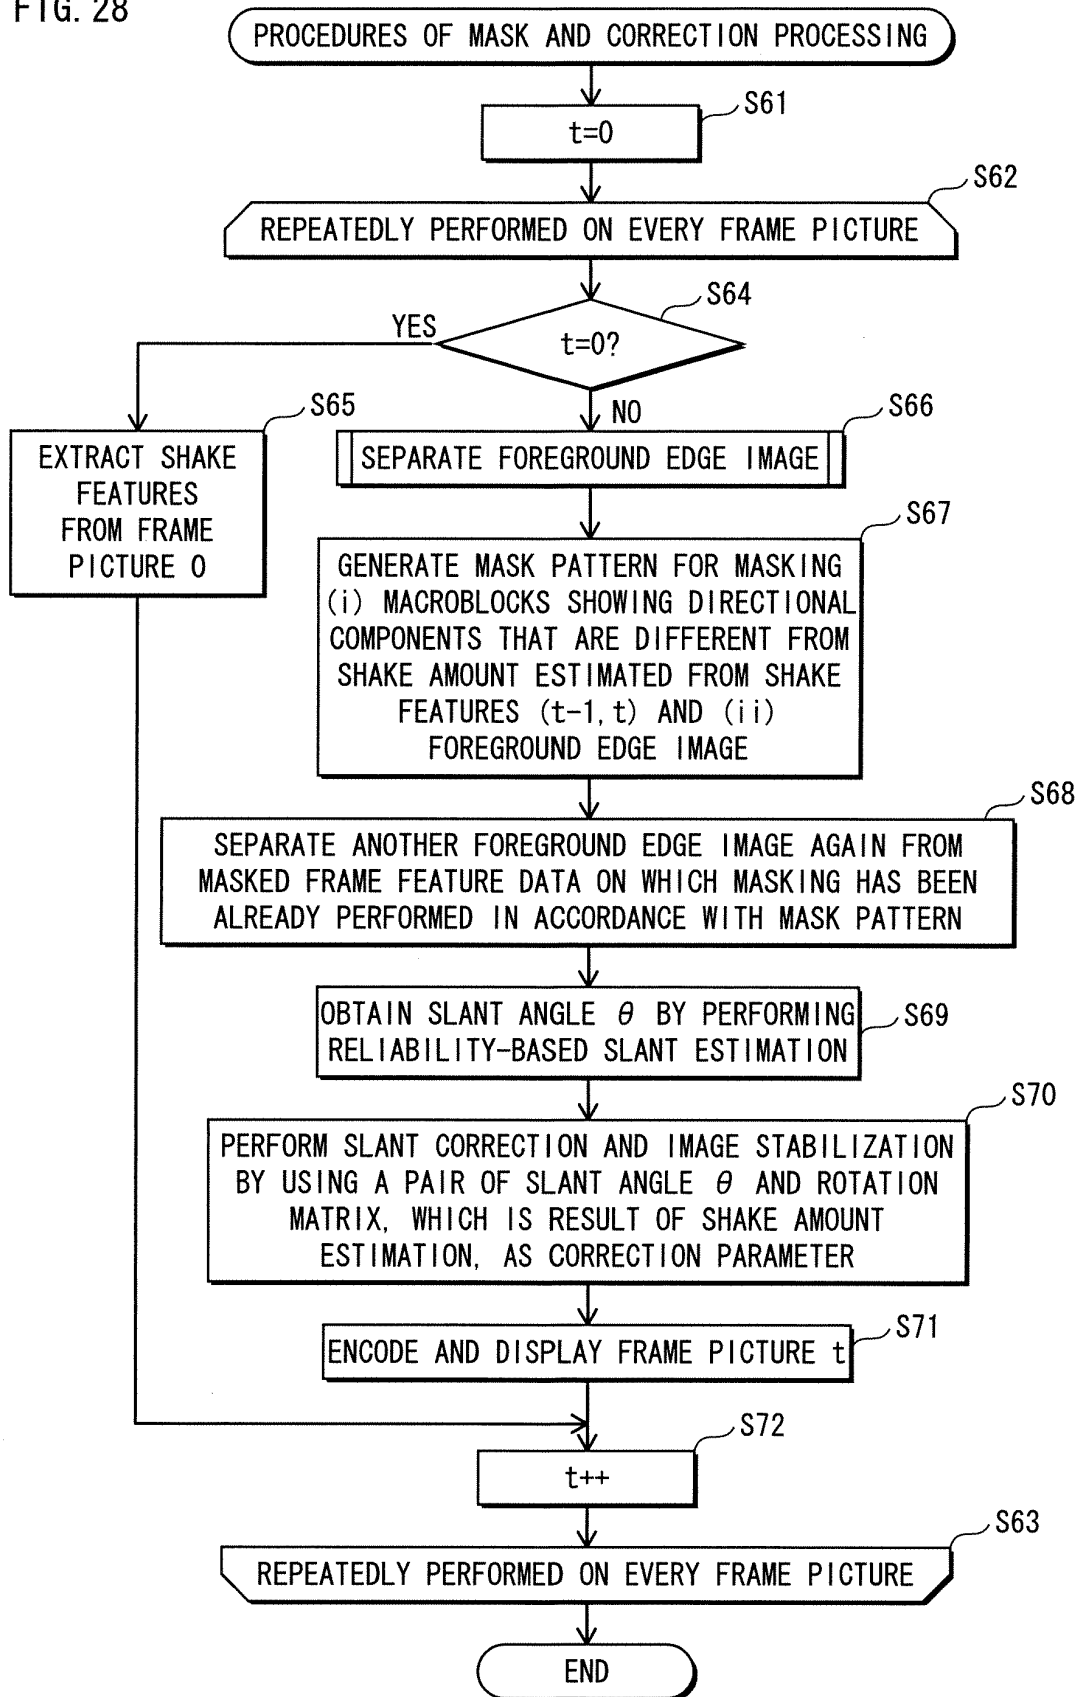 FIG. 28
PROCEDURES OF MASK AND CORRECTION PROCESSING
S61
t=0
S62
REPEATEDLY PERFORMED ON EVERY FRAME PICTURE
S64
YES
t=0?
NO
S65
EXTRACT SHAKE
FEATURES
FROM FRAME
PICTURE 0
S66
SEPARATE FOREGROUND EDGE IMAGE
S67
GENERATE MASK PATTERN FOR MASKING
(i) MACROBLOCKS SHOWING DIRECTIONAL
COMPONENTS THAT ARE DIFFERENT FROM
SHAKE AMOUNT ESTIMATED FROM SHAKE
FEATURES (t-1, t) AND (ii)
FOREGROUND EDGE IMAGE
S68
SEPARATE ANOTHER FOREGROUND EDGE IMAGE AGAIN FROM
MASKED FRAME FEATURE DATA ON WHICH MASKING HAS BEEN
ALREADY PERFORMED IN ACCORDANCE WITH MASK PATTERN
S69
OBTAIN SLANT ANGLE θ BY PERFORMING
RELIABILITY-BASED SLANT ESTIMATION
S70
PERFORM SLANT CORRECTION AND IMAGE STABILIZATION
BY USING A PAIR OF SLANT ANGLE θ AND ROTATION
MATRIX, WHICH IS RESULT OF SHAKE AMOUNT
ESTIMATION, AS CORRECTION PARAMETER
S71
ENCODE AND DISPLAY FRAME PICTURE t
S72
t++
S63
REPEATEDLY PERFORMED ON EVERY FRAME PICTURE
END